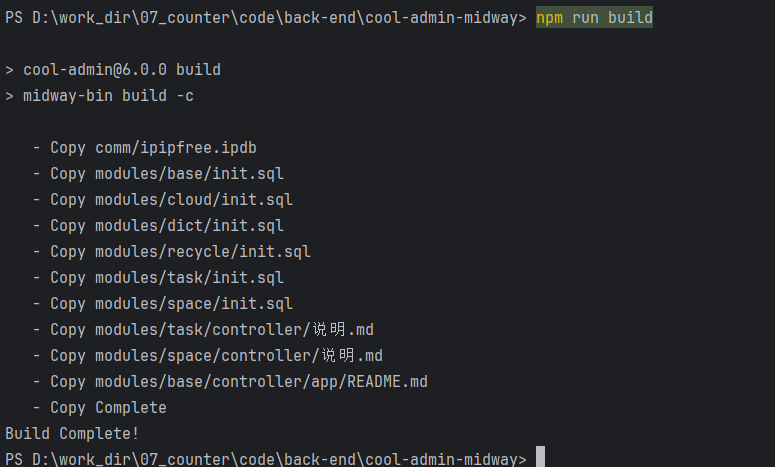 PS D:\work_dir\07_counter\code\back-end\cool-admin-midway> npm run build
> cool-admin@6.0.0 build
> midway-bin build -c
- Copy comm/ipipfree.ipdb
- Copy modules/base/init.sql
- Copy modules/cloud/init.sql
- Copy modules/dict/init.sql
- Copy modules/recycle/init.sql
- Copy modules/task/init.sql
- Copy modules/space/init.sql
- Copy modules/task/controller/说明.md
- Copy modules/space/controller/说明.md
- Copy modules/base/controller/app/README.md
- Copy Complete
Build Complete!
PS D:\work_dir\07_counter\code\back-end\cool-admin-midway>